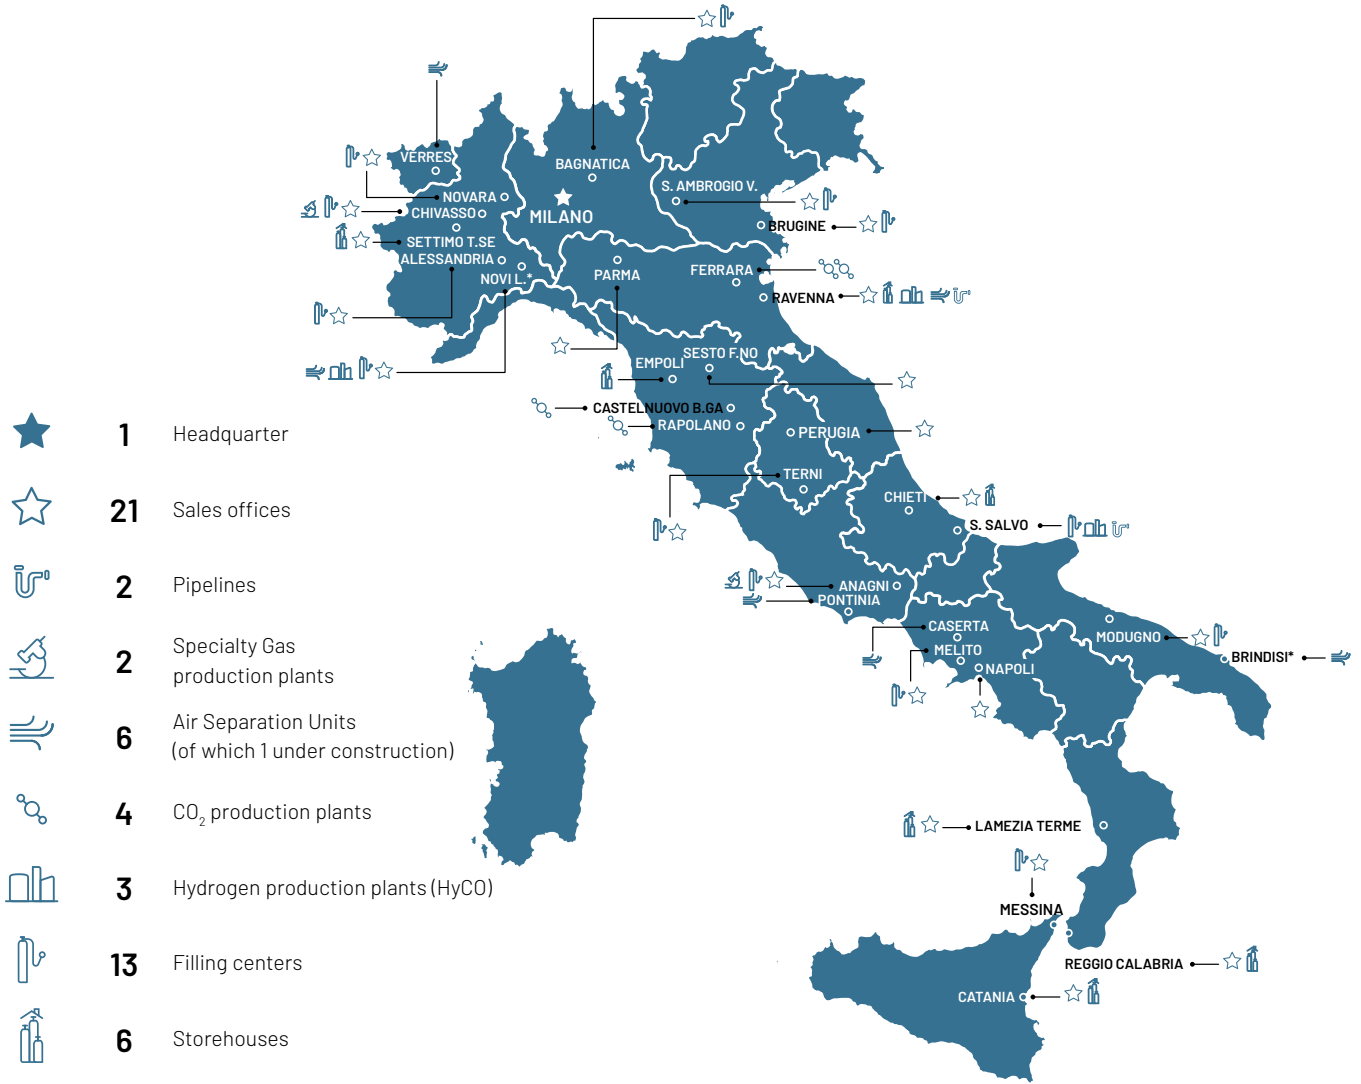 VERRES
BAGNATICA
NOVARA
S. AMBROGIO V.
CHIVASSO
MILANO
BRUGINE
SETTIMO T.SE
ALESSANDRIA
NOVI L.*
PARMA
FERRARA
RAVENNA
SESTO F.NO
EMPOLI
CASTELNUOVO B.GA
RAPOLANO
PERUGIA
TERNI
CHIETI
S. SALVO
ANAGNI
PONTINIA
CASERTA
MELITO
NAPOLI
MODUGNO
BRINDISI*
LAMEZIA TERME
MESSINA
REGGIO CALABRIA
CATANIA
1 Headquarter
21 Sales offices
2 Pipelines
2 Specialty Gas
production plants
6 Air Separation Units
(of which 1 under construction)
4 CO₂ production plants
3 Hydrogen production plants (HyCO)
13 Filling centers
6 Storehouses